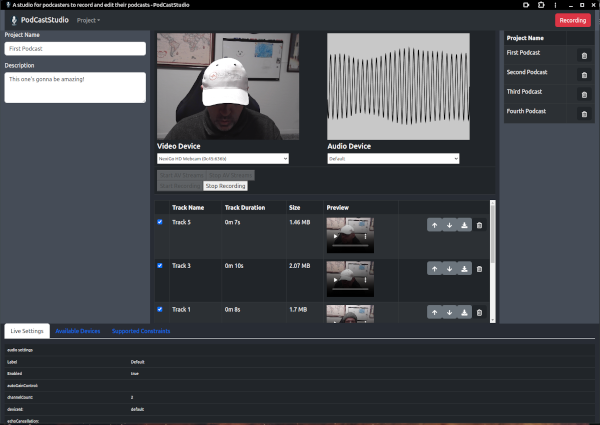 A studio for podcasters to record and edit their podcasts -PodCastStudio
PodCastStudio
Project
Recording
Project Name
First Podcast
Description
This one's gonna be amazing!
Video Device
NexiGo HD Webcam (3bf5:6366)
Audio Device
Default
Start Recording
Stop Recording
Track Name Track Duration Size Preview
Track 5 0m 7s 1.46 MB
Track 3 0m 10s 2.07 MB
Track 1 0m 8s 1.7 MB
Project Name
First Podcast
Second Podcast
Third Podcast
Fourth Podcast
Live Settings Available Devices Supported Constraints
audio settings
Label Default
Enabled true
autoGainControl:
channelCount: 2
deviceId: default
echoCancellation: